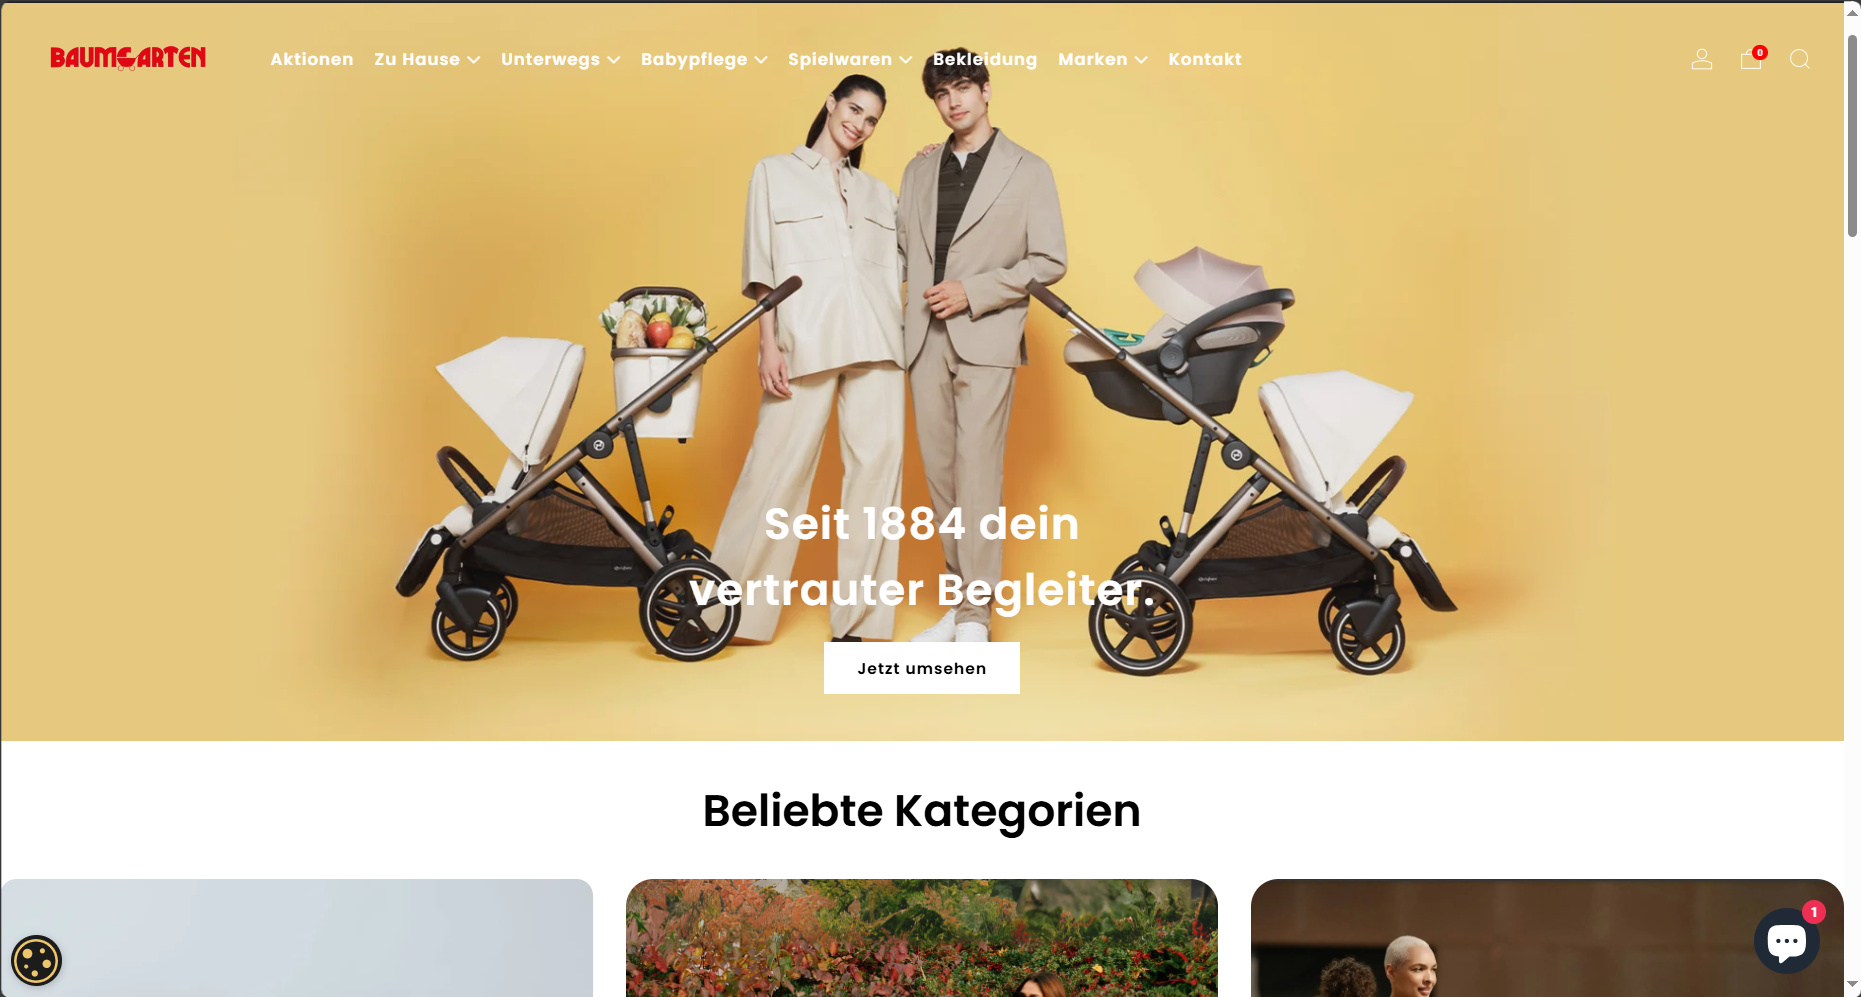 BAUMGARTEN
Aktionen Zu Hause Unterwegs Babypflege Spielwaren Bekleidung Marken Kontakt
0
Seit 1884 dein
vertrauter Begleiter.
Jetzt umsehen
Beliebte Kategorien
1